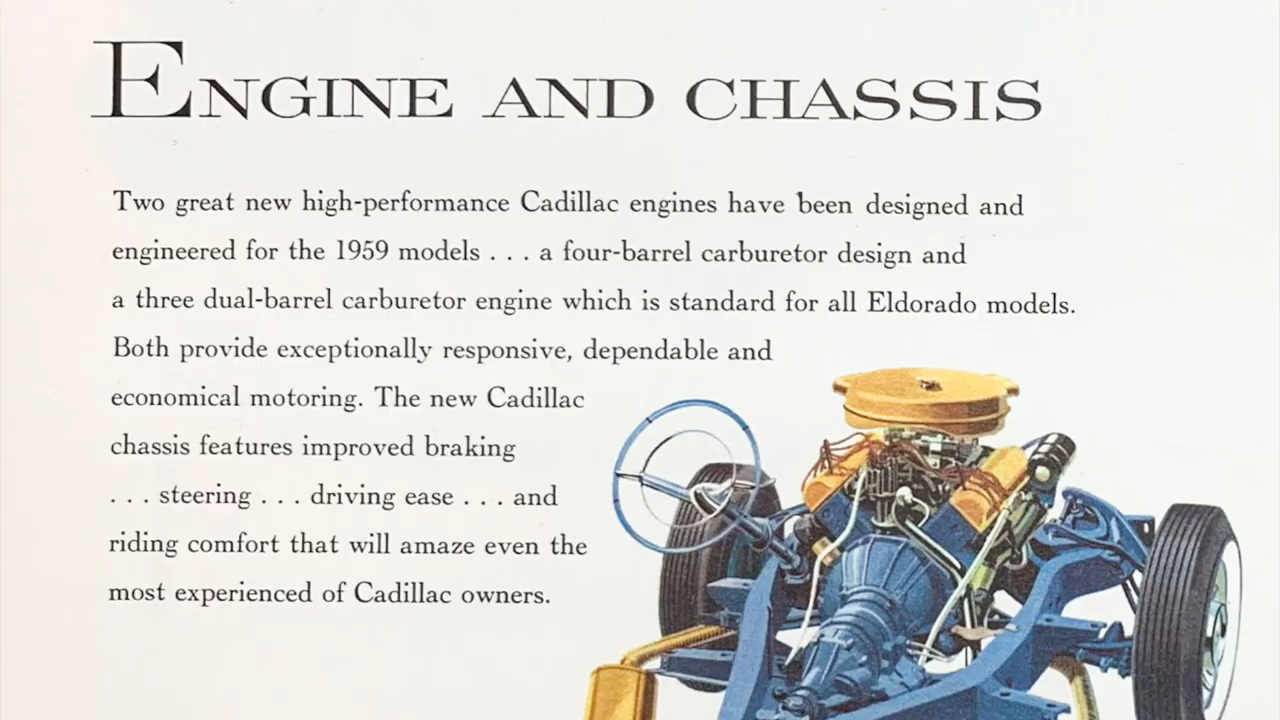 ENGINE AND CHASSIS
Two great new high-performance Cadillac engines have been designed and
engineered for the 1959 models . . . a four-barrel carburetor design and
a three dual-barrel carburetor engine which is standard for all Eldorado models.
Both provide exceptionally responsive, dependable and
economical motoring. The new Cadillac
chassis features improved braking
. . . steering . . . driving ease . . . and
riding comfort that will amaze even the
most experienced of Cadillac owners.